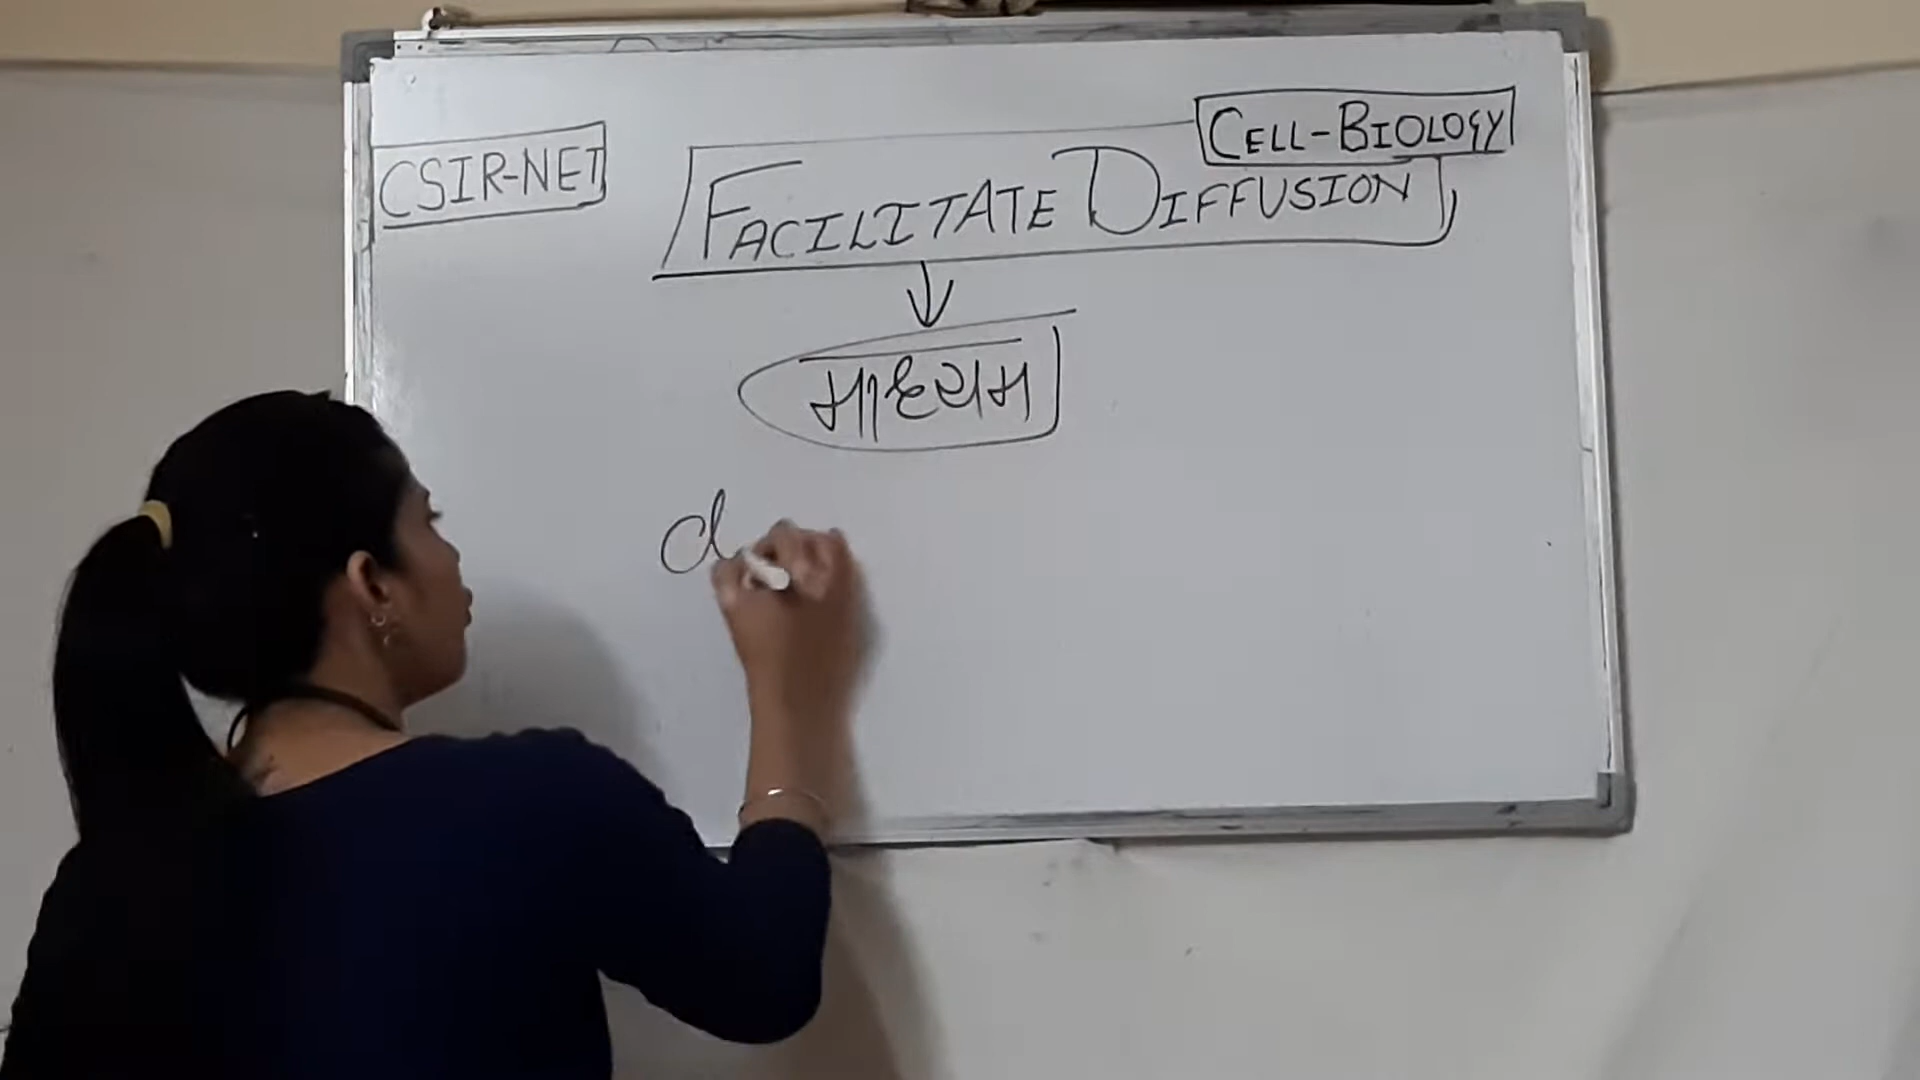 CSIR-NET
CELL-BIOLOGY
FACILITATE DIFFUSION
माध्यम
d